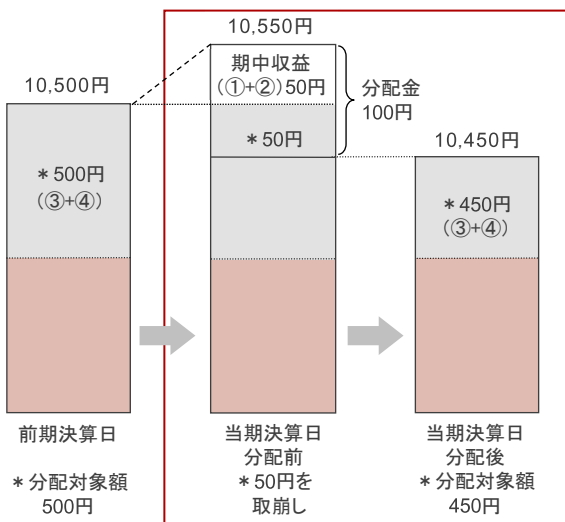 10,500円
＊500円
(③+④)
前期決算日
＊分配対象額
500円
10,550円
期中収益
(①+②)50円
＊50円
分配金
100円
当期決算日
分配前
＊50円を
取崩し
10,450円
＊450円
(③+④)
当期決算日
分配後
＊分配対象額
450円